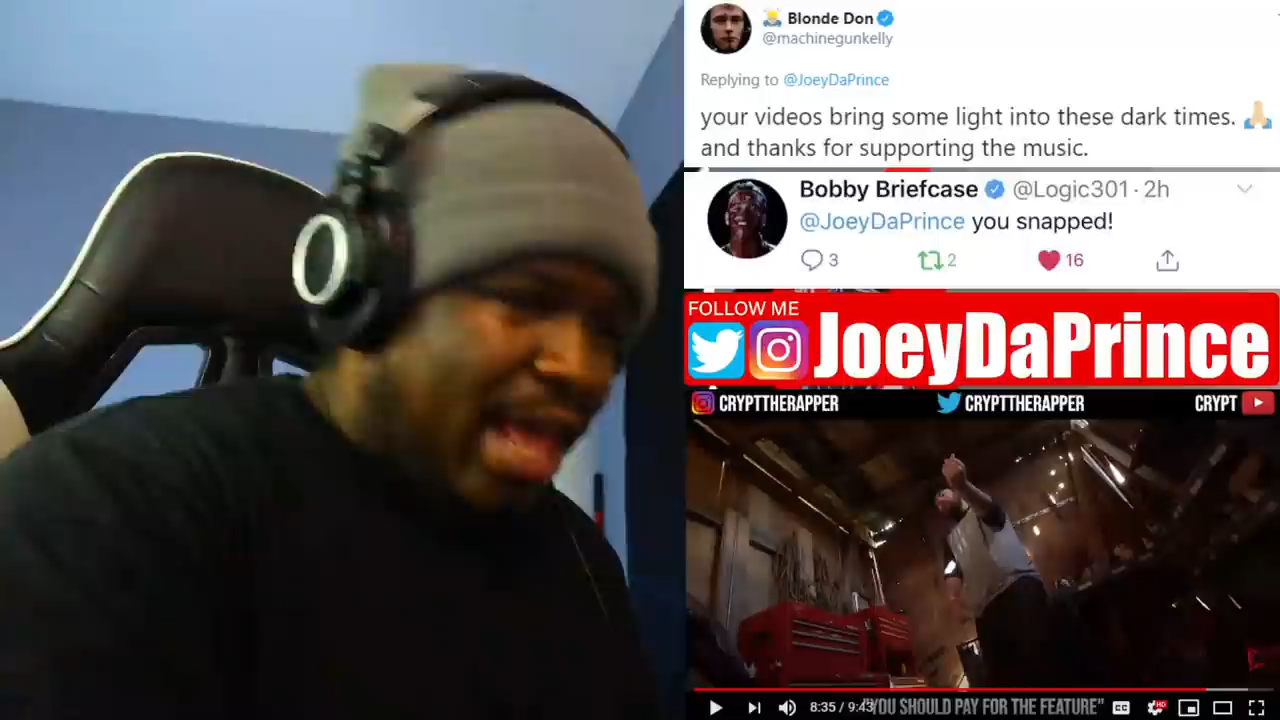 Blonde Don
@machinegunkelly
Replying to @JoeyDaPrince
your videos bring some light into these dark times. 🙏🏻
and thanks for supporting the music.
Bobby Briefcase @Logic301 · 2h
@JoeyDaPrince you snapped!
3 2 16
FOLLOW ME
JoeyDaPrince
CRYPTTHERAPPER CRYPTTHERAPPER CRYPT
8:35 / 9:43 "YOU SHOULD PAY FOR THE FEATURE" CC HD